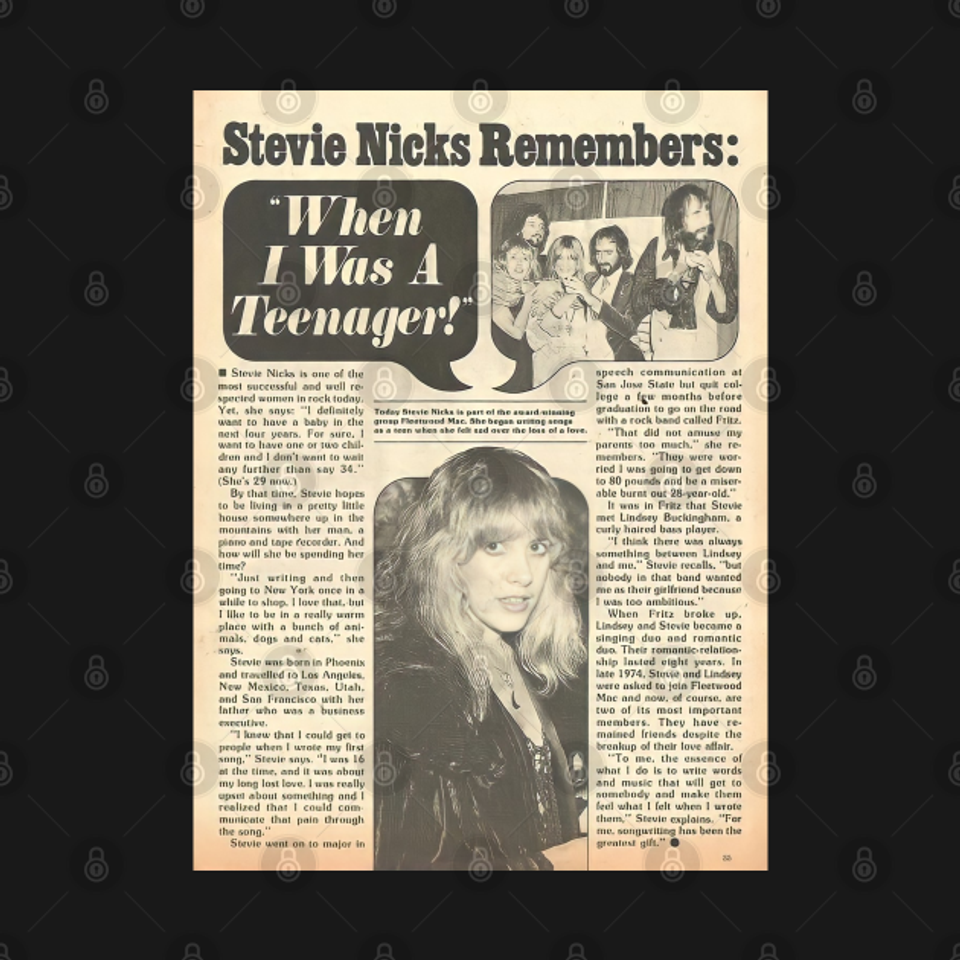 Stevie Nicks Remembers:
“When
I Was A
Teenager!”
■ Stevie Nicks is one of the
most successful and well re-
spected women in rock today.
Yet, she says: “I definitely
want to have a baby in the
next four years. For sure, I
want to have one or two chil-
dren and I don't want to wait
any further than say 34.”
(She's 29 now.)
By that time, Stevie hopes
to be living in a pretty little
house somewhere up in the
mountains with her man, a
piano and tape recorder. And
how will she be spending her
time?
“Just writing and then
going to New York once in a
while to shop. I love that, but
I like to be in a really warm
place with a bunch of ani-
mals, dogs and cats,” she
says.
Stevie was born in Phoenix
and travelled to Los Angeles,
New Mexico, Texas, Utah,
and San Francisco with her
father who was a business
executive.
“I knew that I could get to
people when I wrote my first
song,” Stevie says. “I was 16
at the time, and it was about
my long lost love. I was really
upset about something and I
realized that I could com-
municate that pain through
the song.”
Stevie went on to major in
Today Stevie Nicks is part of the award-winning
group Fleetwood Mac. She began writing songs
as a teen when she felt sad over the loss of a love.
speech communication at
San Jose State but quit col-
lege a few months before
graduation to go on the road
with a rock band called Fritz.
“That did not amuse my
parents too much,” she re-
members. “They were wor-
ried I was going to get down
to 80 pounds and be a miser-
able burnt out 28-year-old.”
It was in Fritz that Stevie
met Lindsey Buckingham, a
curly haired bass player.
“I think there was always
something between Lindsey
and me,” Stevie recalls, “but
nobody in that band wanted
me as their girlfriend because
I was too ambitious.”
When Fritz broke up,
Lindsey and Stevie became a
singing duo and romantic
duo. Their romantic relation-
ship lasted eight years. In
late 1974, Stevie and Lindsey
were asked to join Fleetwood
Mac and now, of course, are
two of its most important
members. They have re-
mained friends despite the
breakup of their love affair.
“To me, the essence of
what I do is to write words
and music that will get to
somebody and make them
feel what I felt when I wrote
them,” Stevie explains. “For
me, songwriting has been the
greatest gift.” ●